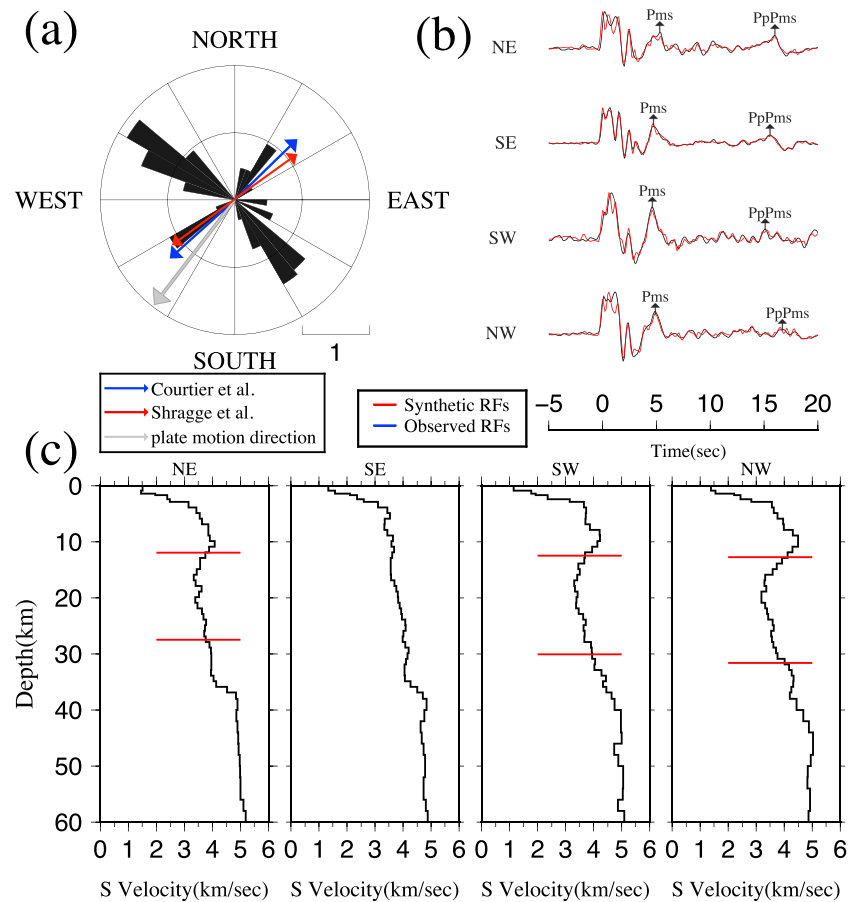 (a)
NORTH
WEST
EAST
SOUTH
1
Courtier et al.
Shragge et al.
plate motion direction
(b)
NE
Pms
PpPms
SE
Pms
PpPms
SW
Pms
PpPms
NW
Pms
PpPms
Synthetic RFs
Observed RFs
−5 0 5 10 15 20
Time(sec)
(c)
NE
SE
SW
NW
Depth(km)
0
10
20
30
40
50
60
0 1 2 3 4 5 6
0 1 2 3 4 5 6
0 1 2 3 4 5 6
0 1 2 3 4 5 6
S Velocity(km/sec)
S Velocity(km/sec)
S Velocity(km/sec)
S Velocity(km/sec)